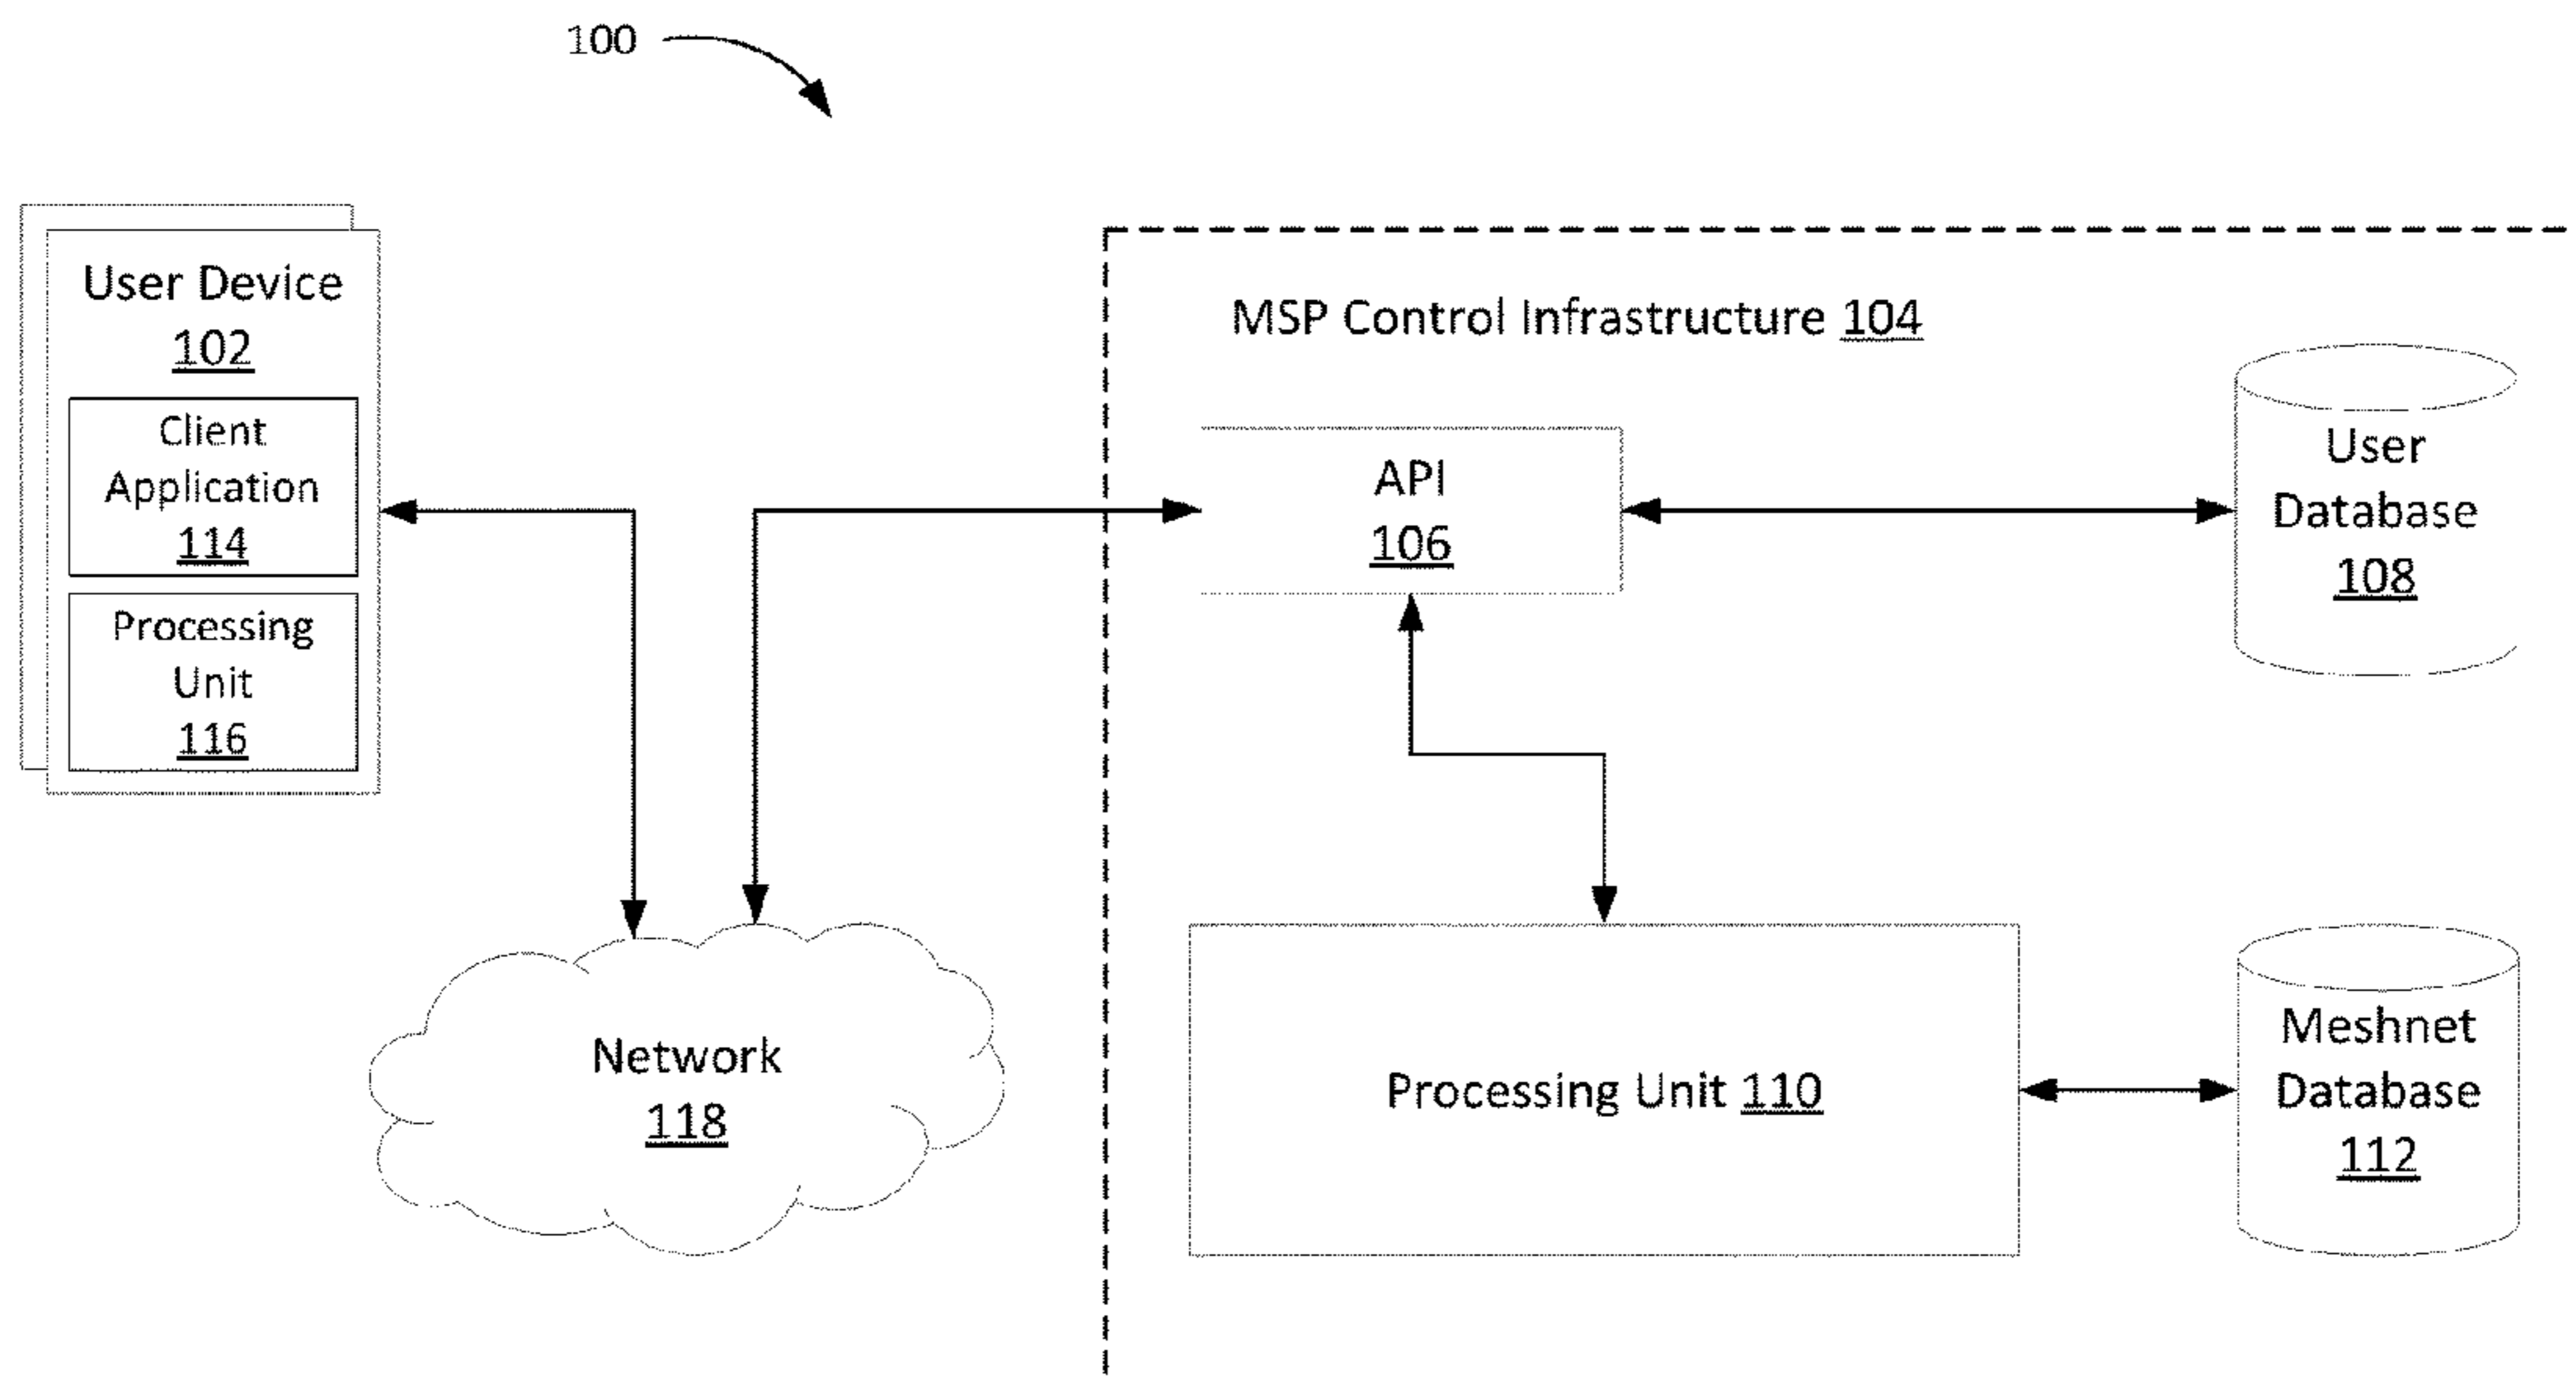 100
User Device
102
Client
Application
114
Processing
Unit
116
Network
118
MSP Control Infrastructure 104
API
106
User
Database
108
Processing Unit 110
Meshnet
Database
112